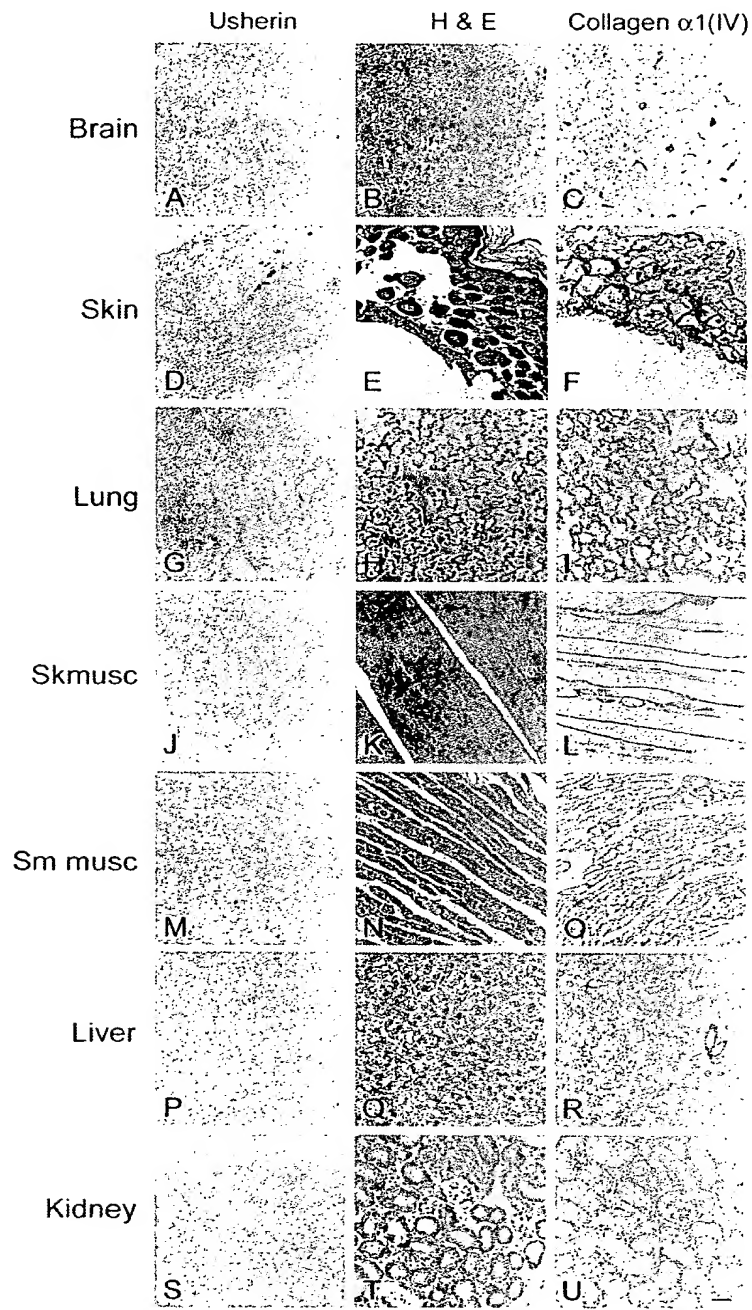 Usherin H & E Collagen α1(IV)
Brain
A B C
Skin
D E F
Lung
G H I
Skmusc
J K L
Sm musc
M N O
Liver
P Q R
Kidney
S T U